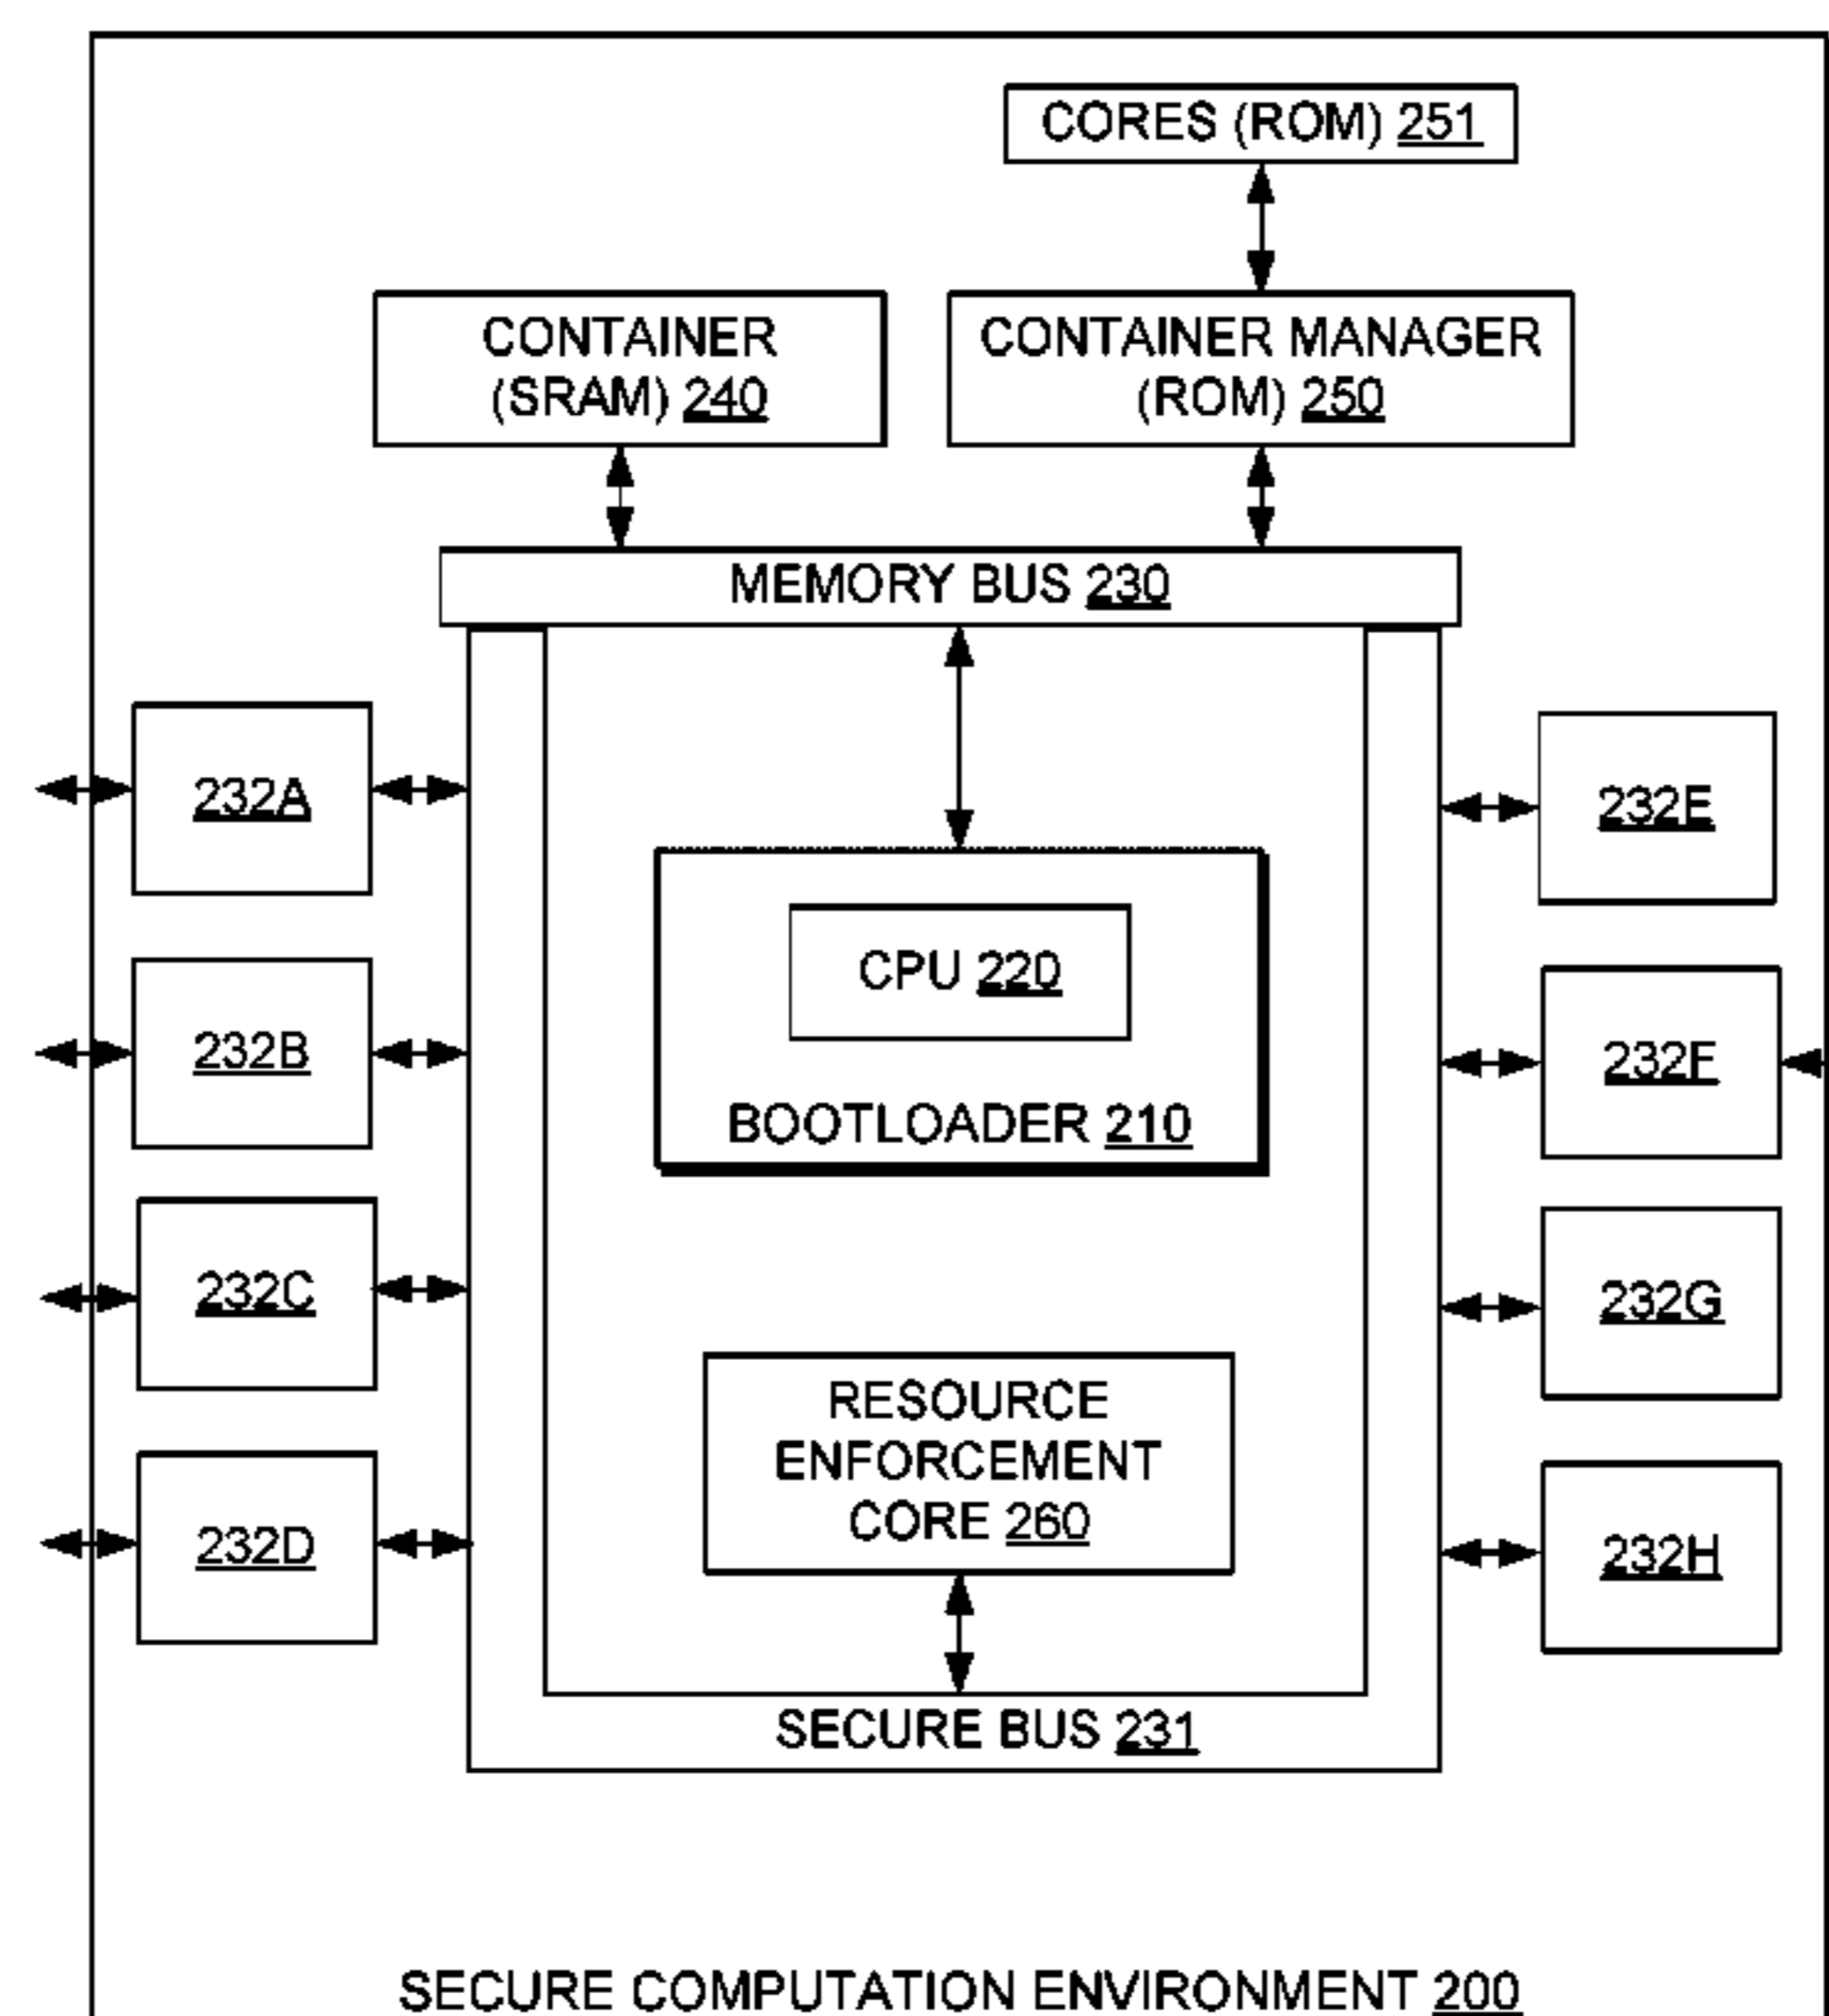 CORES (ROM) 251
CONTAINER
(SRAM) 240
CONTAINER MANAGER
(ROM) 250
MEMORY BUS 230
232A
232E
CPU 220
232B
232F
BOOTLOADER 210
232C
232G
RESOURCE
ENFORCEMENT
CORE 260
232D
232H
SECURE BUS 231
SECURE COMPUTATION ENVIRONMENT 200